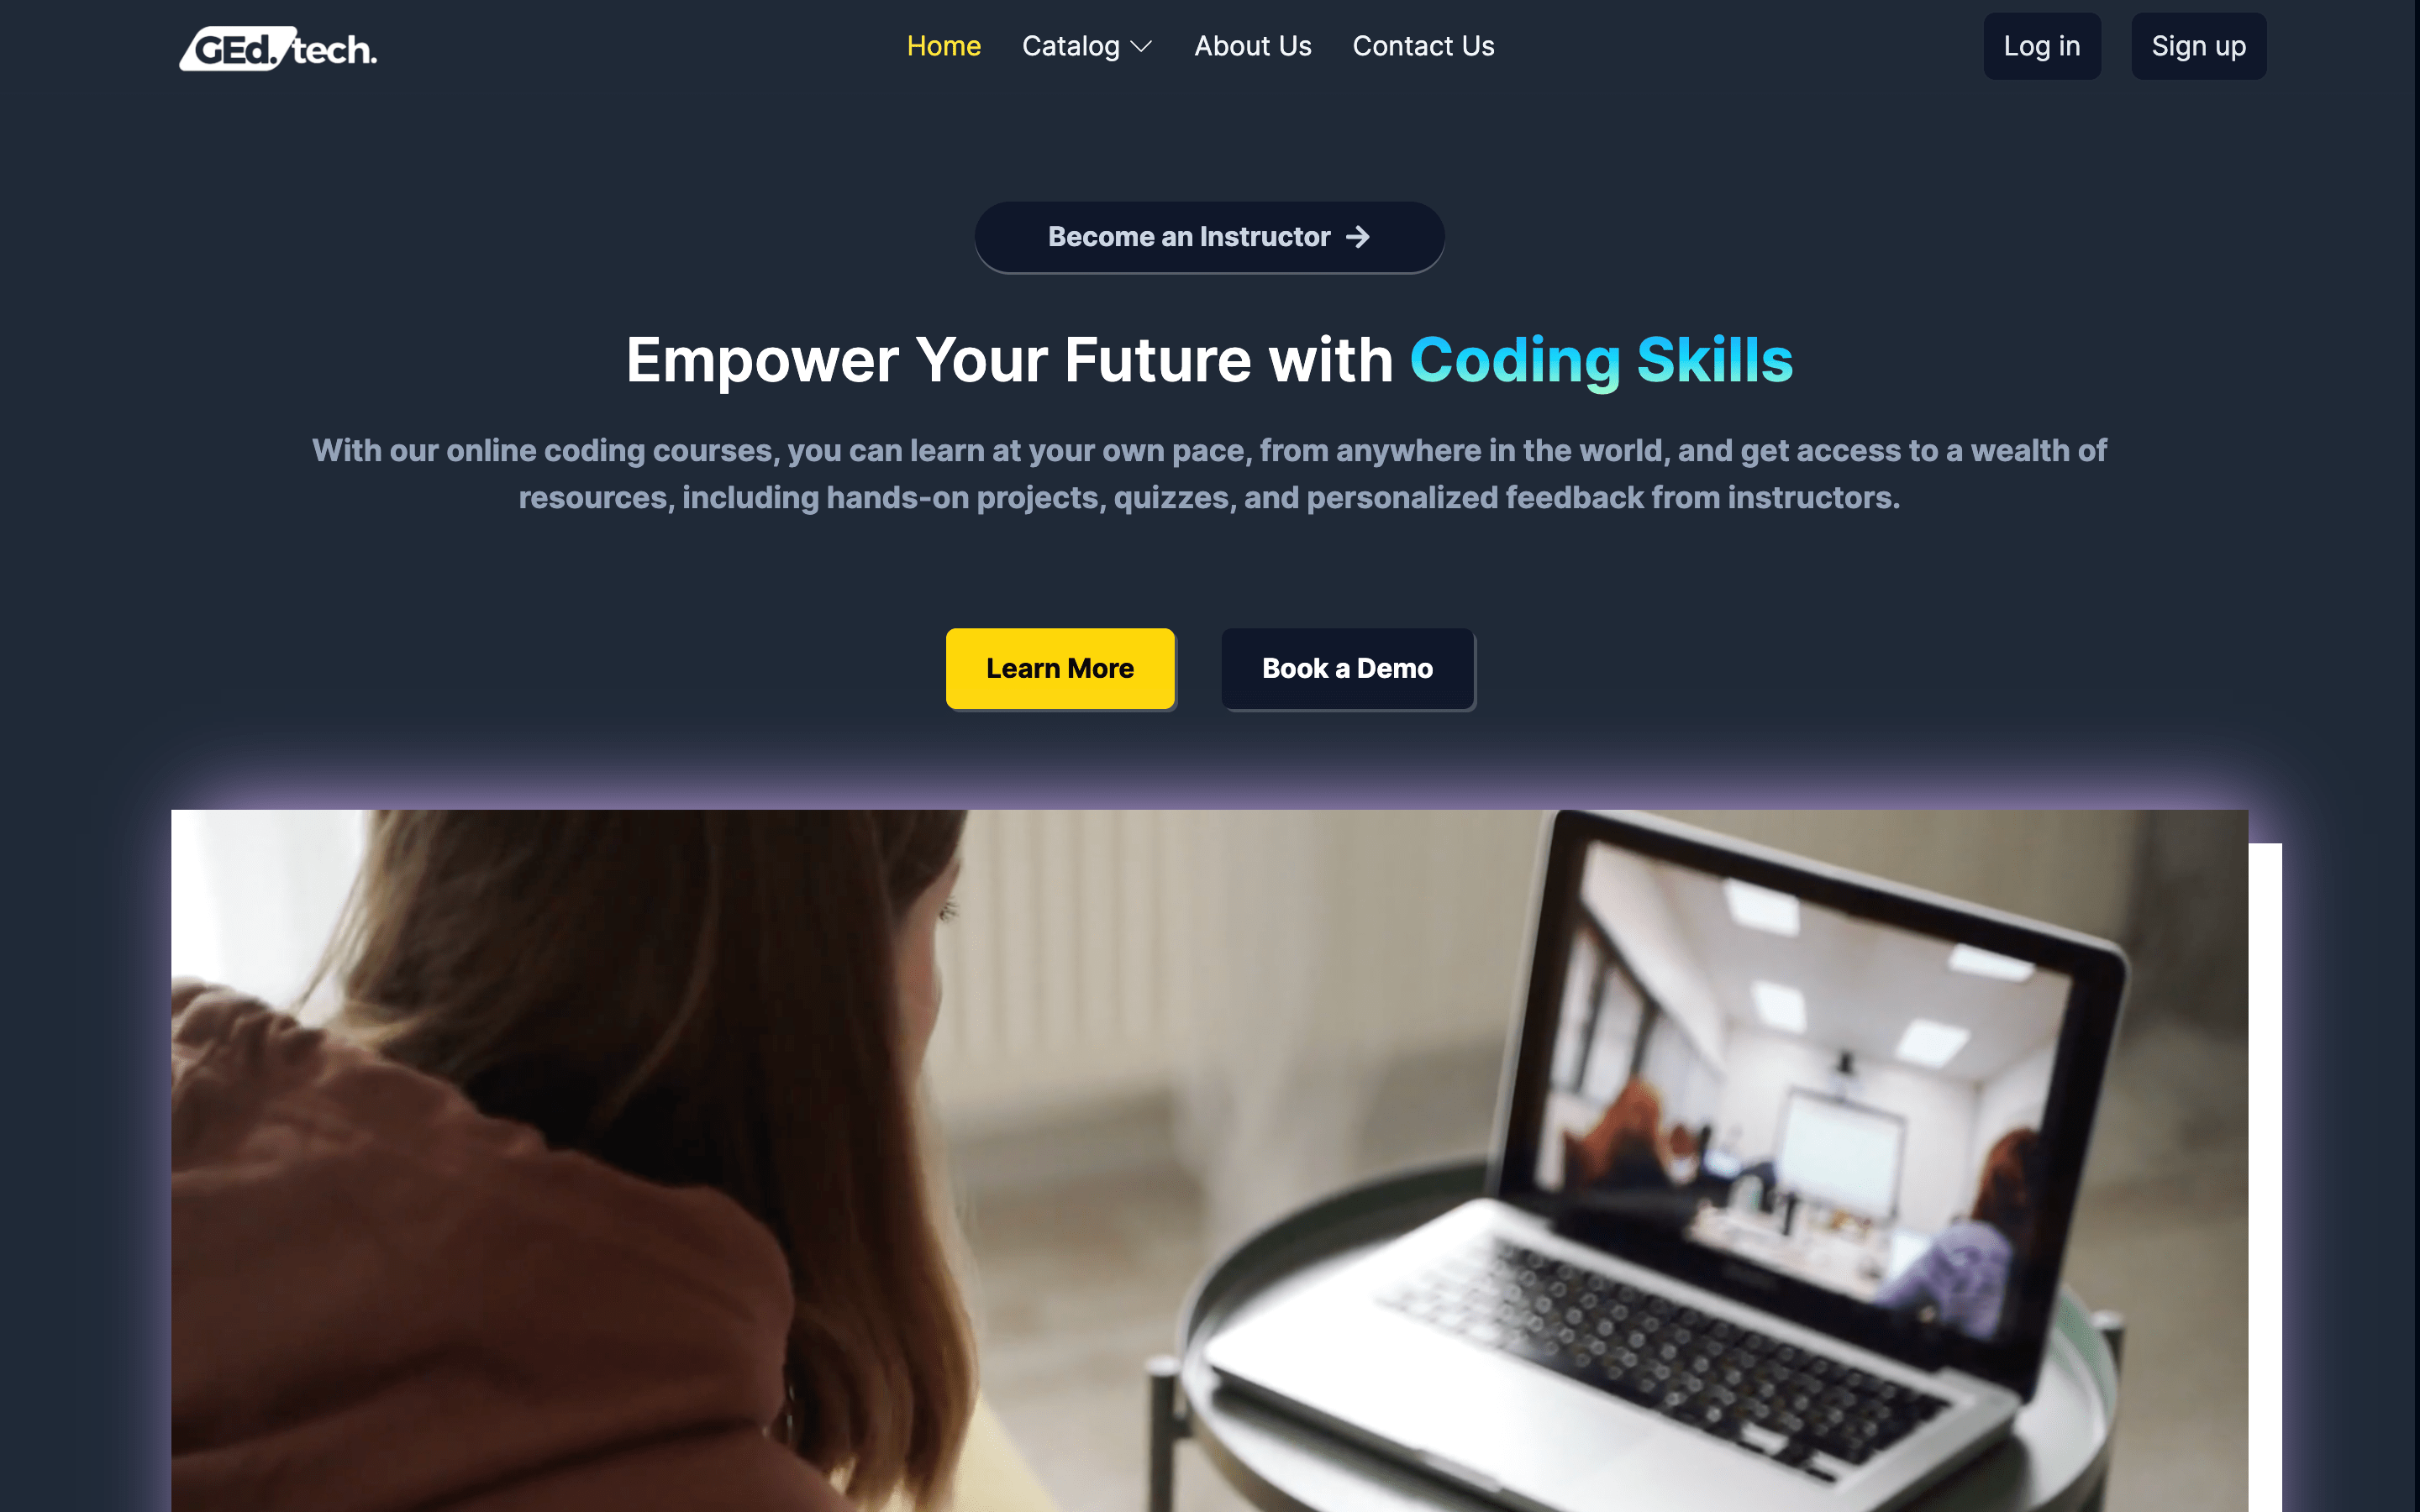 GEd.tech.
Home Catalog About Us Contact Us
Log in Sign up
Become an Instructor →
Empower Your Future with Coding Skills
With our online coding courses, you can learn at your own pace, from anywhere in the world, and get access to a wealth of
resources, including hands-on projects, quizzes, and personalized feedback from instructors.
Learn More Book a Demo